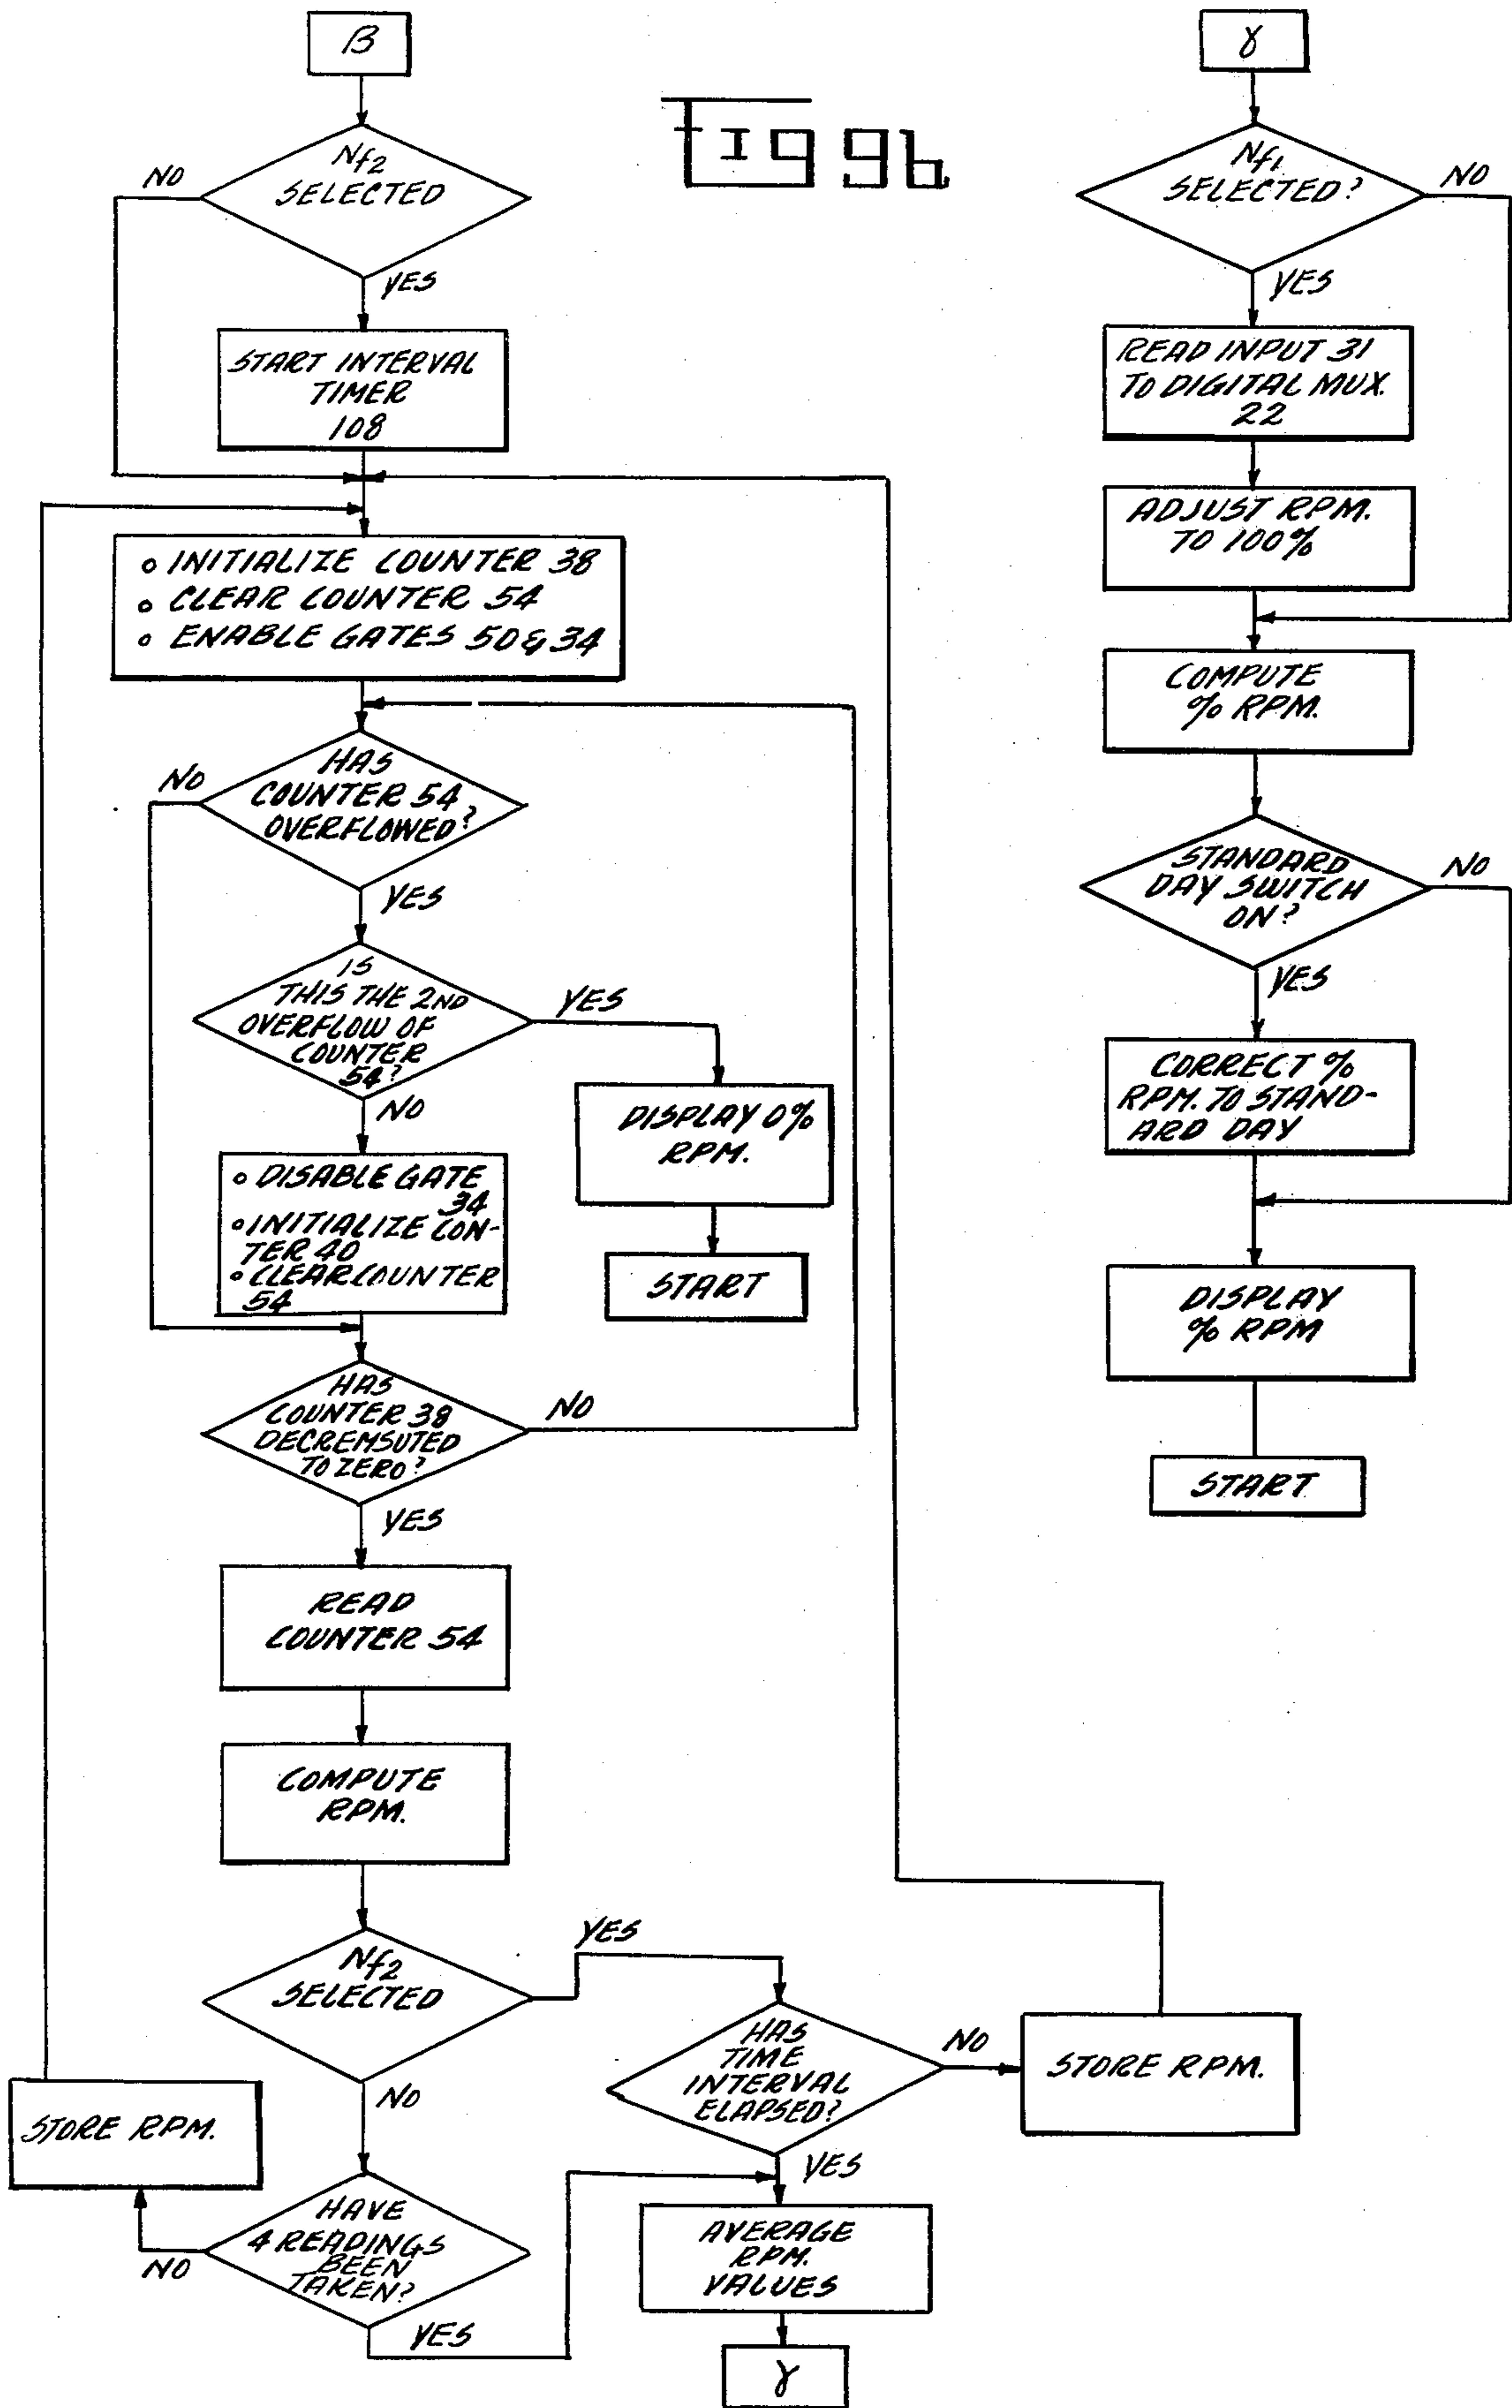 β
Nf2
SELECTED
NO
YES
START INTERVAL
TIMER
108
• INITIALIZE COUNTER 38
• CLEAR COUNTER 54
• ENABLE GATES 50 & 34
HAS
COUNTER 54
OVERFLOWED?
NO
YES
IS
THIS THE 2ND
OVERFLOW OF
COUNTER
54?
YES
NO
DISPLAY 0%
RPM.
START
• DISABLE GATE
34
• INITIALIZE CON-
TER 40
• CLEAR COUNTER
54
HAS
COUNTER 38
DECREMSUTED
TO ZERO?
NO
YES
READ
COUNTER 54
COMPUTE
RPM.
Nf2
SELECTED
YES
NO
HAS
TIME
INTERVAL
ELAPSED?
NO
STORE RPM.
YES
STORE RPM.
HAVE
4 READINGS
BEEN
TAKEN?
NO
YES
AVERAGE
RPM.
VALUES
γ
Fig 9b
γ
Nf1
SELECTED?
NO
YES
READ INPUT 31
TO DIGITAL MUX.
22
ADJUST RPM.
TO 100%
COMPUTE
% RPM.
STANDARD
DAY SWITCH
ON?
NO
YES
CORRECT %
RPM. TO STAND-
ARD DAY
DISPLAY
% RPM
START